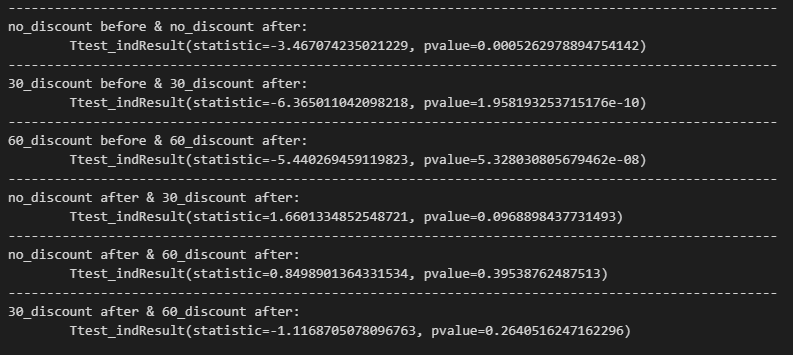 ----------------------------------------------------------------------------------------------------
no_discount before & no_discount after:
Ttest_indResult(statistic=-3.467074235021229, pvalue=0.0005262978894754142)
----------------------------------------------------------------------------------------------------
30_discount before & 30_discount after:
Ttest_indResult(statistic=-6.365011042098218, pvalue=1.958193253715176e-10)
----------------------------------------------------------------------------------------------------
60_discount before & 60_discount after:
Ttest_indResult(statistic=-5.440269459119823, pvalue=5.328030805679462e-08)
----------------------------------------------------------------------------------------------------
no_discount after & 30_discount after:
Ttest_indResult(statistic=1.6601334852548721, pvalue=0.0968898437731493)
----------------------------------------------------------------------------------------------------
no_discount after & 60_discount after:
Ttest_indResult(statistic=0.8498901364331534, pvalue=0.39538762487513)
----------------------------------------------------------------------------------------------------
30_discount after & 60_discount after:
Ttest_indResult(statistic=-1.1168705078096763, pvalue=0.2640516247162296)